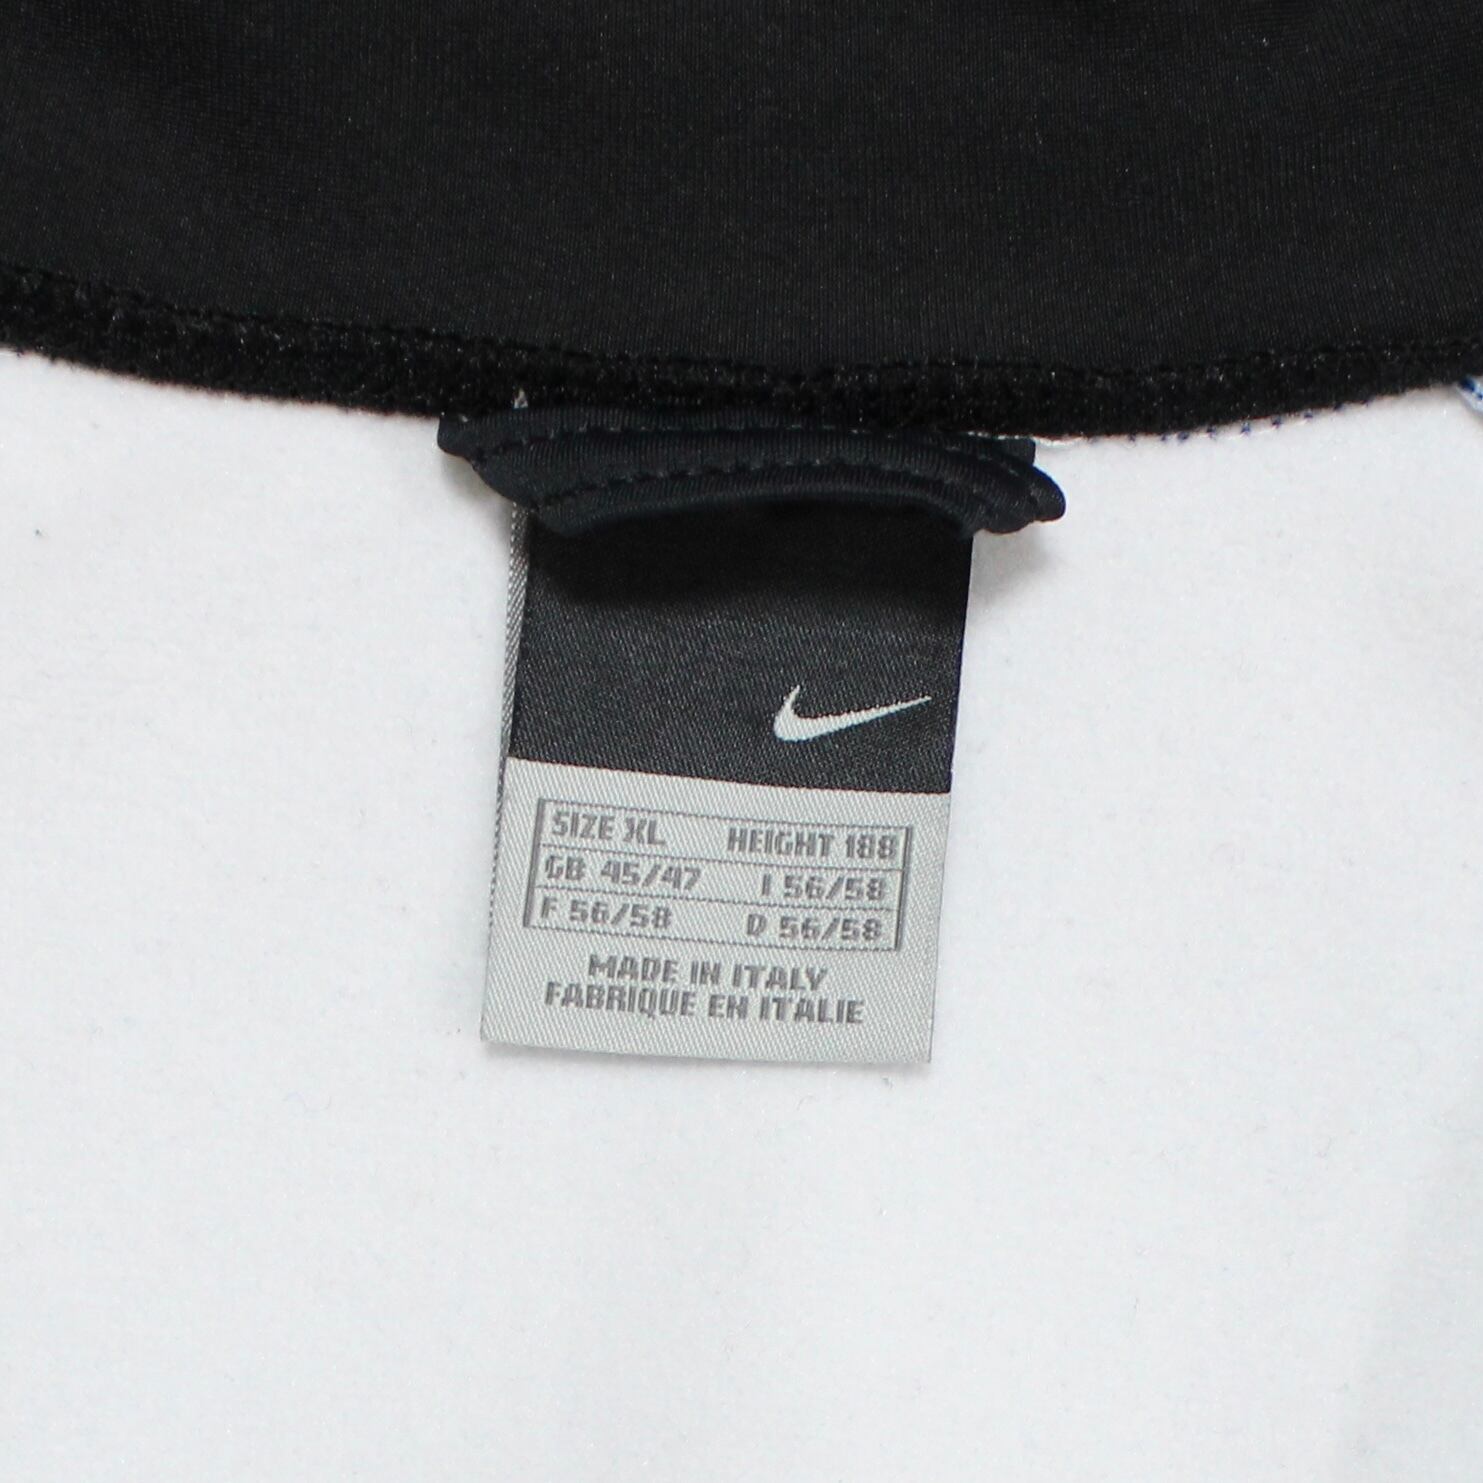 SIZE XL HEIGHT 188
GB 45/47 I 56/58
F 56/58 D 56/58
MADE IN ITALY
FABRIQUE EN ITALIE